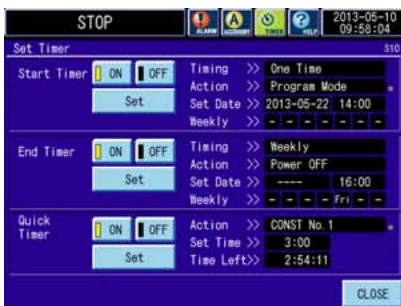 STOP
ALARM
TIMER
HELP
2013-05-10
09:58:04
Set Timer
S10
Start Timer
ON
OFF
Set
Timing >> One Time
Action >> Program Mode
Set Date >> 2013-05-22 14:00
Weekly >> - - - - - - -
End Timer
ON
OFF
Set
Timing >> Weekly
Action >> Power OFF
Set Date >> ---- 16:00
Weekly >> - - - - Fri - -
Quick
Timer
ON
OFF
Set
Action >> CONST No.1
Set Time >> 3:00
Time Left>> 2:54:11
CLOSE